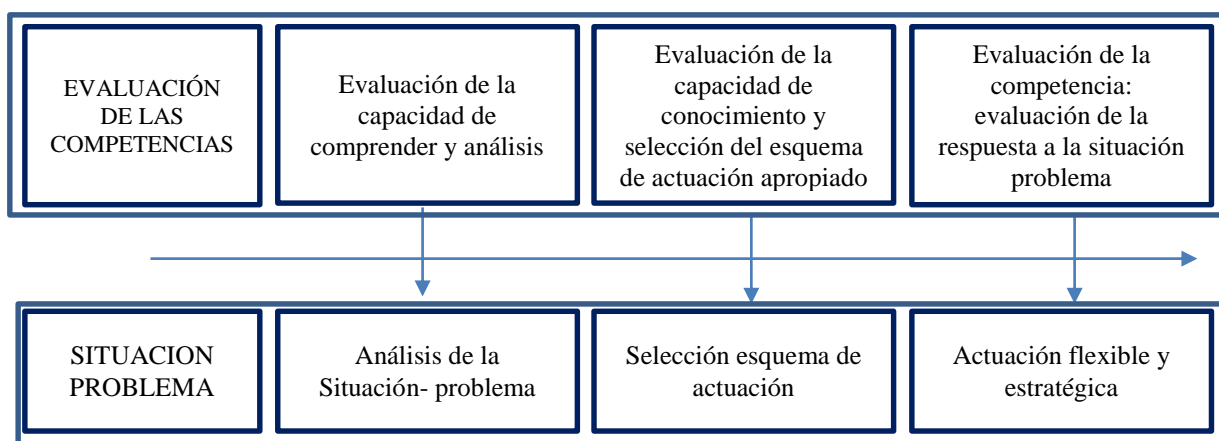 EVALUACIÓN
DE LAS
COMPETENCIAS
Evaluación de la
capacidad de
comprender y análisis
Evaluación de la
capacidad de
conocimiento y
selección del esquema
de actuación apropiado
Evaluación de la
competencia:
evaluación de la
respuesta a la situación
problema
SITUACION
PROBLEMA
Análisis de la
Situación- problema
Selección esquema de
actuación
Actuación flexible y
estratégica